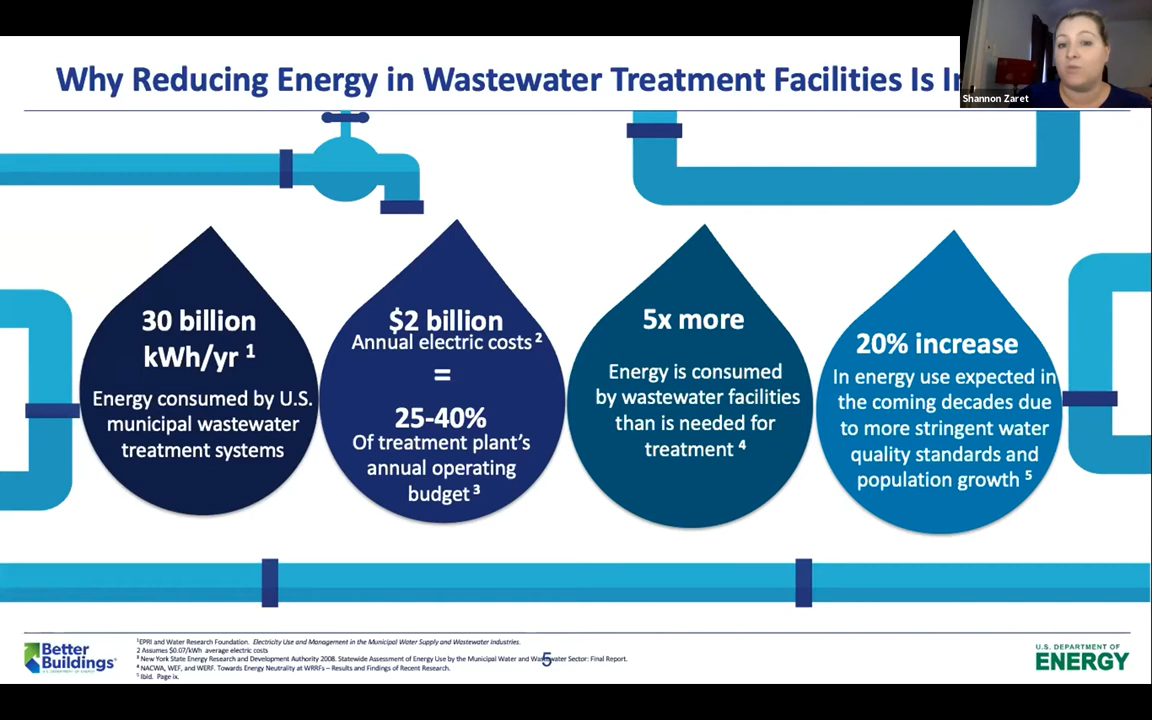 Why Reducing Energy in Wastewater Treatment Facilities Is
Shannon Zaret
30 billion
kWh/yr 1
Energy consumed by U.S.
municipal wastewater
treatment systems
$2 billion
Annual electric costs 2
=
25-40%
Of treatment plant's
annual operating
budget 3
5x more
Energy is consumed
by wastewater facilities
than is needed for
treatment 4
20% increase
In energy use expected in
the coming decades due
to more stringent water
quality standards and
population growth 5
Better
Buildings
U.S. DEPARTMENT OF ENERGY
1EPRI and Water Research Foundation. Electricity Use and Management in the Municipal Water Supply and Wastewater Industries.
2 Assumes $0.07/kWh average electric costs
3 New York State Energy Research and Development Authority 2008. Statewide Assessment of Energy Use by the Municipal Water and Wastewater Sector: Final Report.
4 NACWA, WEF, and WERF. Towards Energy Neutrality at WRRFs – Results and Findings of Recent Research.
5 Ibid. Page ix.
5
U.S. DEPARTMENT OF
ENERGY